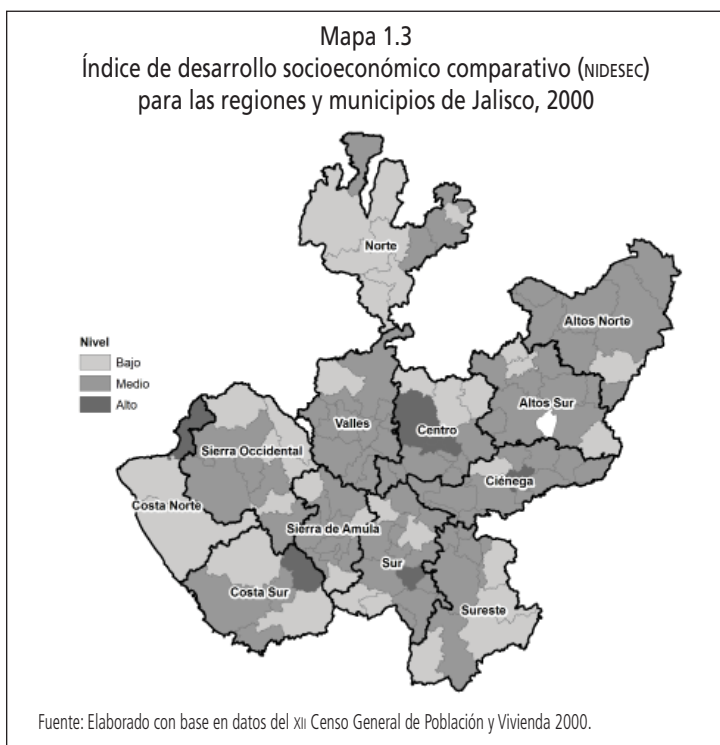 Mapa 1.3
Índice de desarrollo socioeconómico comparativo (NIDESEC)
para las regiones y municipios de Jalisco, 2000
Norte
Altos Norte
Nivel
Bajo
Medio
Alto
Valles
Centro
Altos Sur
Sierra Occidental
Ciénega
Costa Norte
Sierra de Amúla
Sur
Costa Sur
Sureste
Fuente: Elaborado con base en datos del XII Censo General de Población y Vivienda 2000.